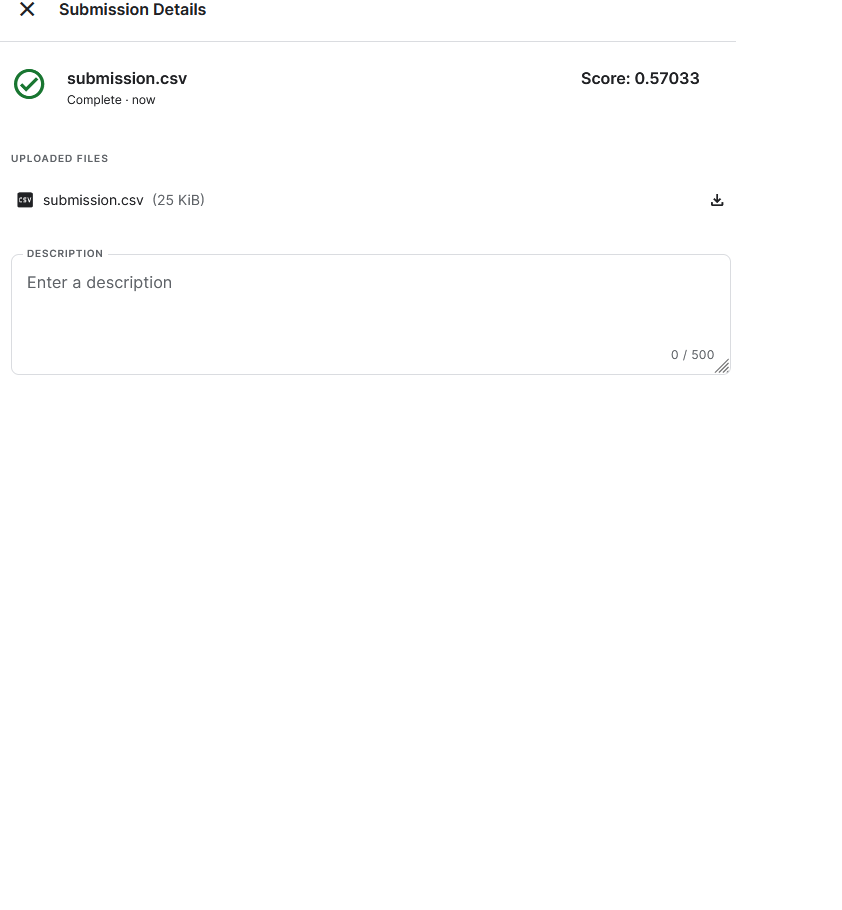 Submission Details
submission.csv
Score: 0.57033
Complete · now
UPLOADED FILES
CSV submission.csv (25 KiB)
DESCRIPTION
Enter a description
0 / 500